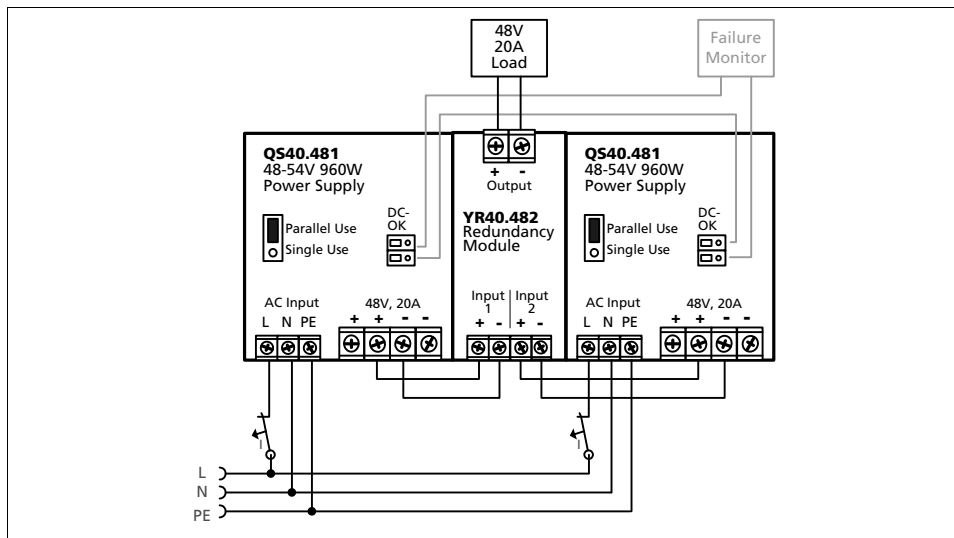 48V
20A
Load
Failure
Monitor
QS40.481
48-54V 960W
Power Supply
Parallel Use
Single Use
DC-
OK
AC Input
L N PE
48V, 20A
+ + - -
+ -
Output
YR40.482
Redundancy
Module
Input
1
Input
2
+ - + -
QS40.481
48-54V 960W
Power Supply
Parallel Use
Single Use
DC-
OK
AC Input
L N PE
48V, 20A
+ + - -
I
I
L
N
PE